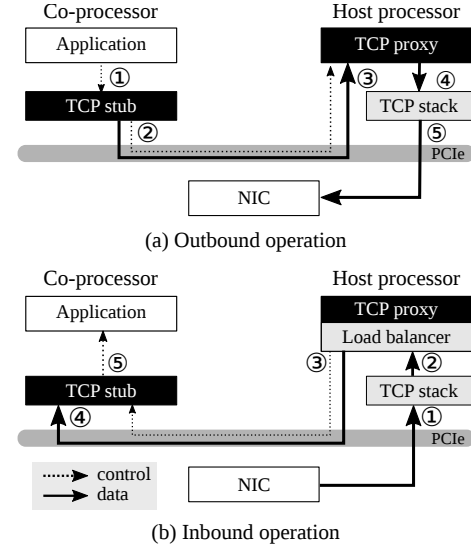 Co-processor Host processor
Application TCP proxy
① ③ ④
TCP stub TCP stack
② ⑤
PCIe
NIC
(a) Outbound operation
Co-processor Host processor
Application TCP proxy
Load balancer
⑤ ③ ②
TCP stub TCP stack
④ ①
PCIe
control
data
NIC
(b) Inbound operation